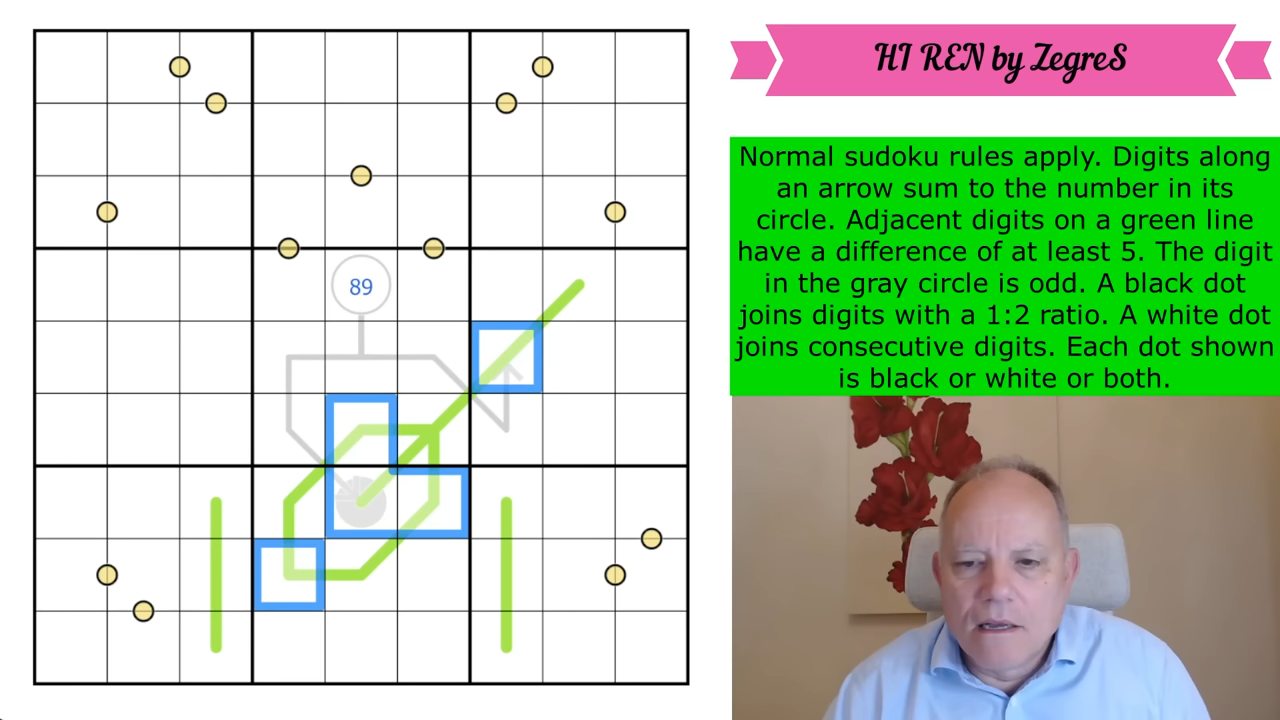 HI REN by ZegreS
Normal sudoku rules apply. Digits along
an arrow sum to the number in its
circle. Adjacent digits on a green line
have a difference of at least 5. The digit
in the gray circle is odd. A black dot
joins digits with a 1:2 ratio. A white dot
joins consecutive digits. Each dot shown
is black or white or both.
89